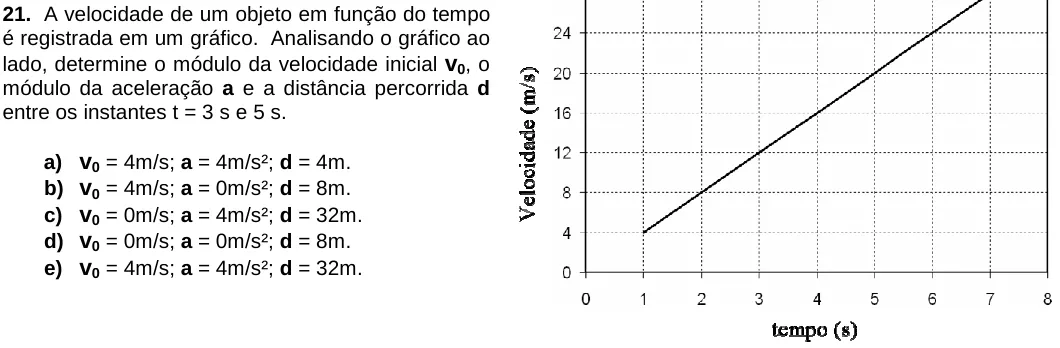 21. A velocidade de um objeto em função do tempo
é registrada em um gráfico. Analisando o gráfico ao
lado, determine o módulo da velocidade inicial v₀, o
módulo da aceleração a e a distância percorrida d
entre os instantes t = 3 s e 5 s.
a) v₀ = 4m/s; a = 4m/s²; d = 4m.
b) v₀ = 4m/s; a = 0m/s²; d = 8m.
c) v₀ = 0m/s; a = 4m/s²; d = 32m.
d) v₀ = 0m/s; a = 0m/s²; d = 8m.
e) v₀ = 4m/s; a = 4m/s²; d = 32m.
Velocidade (m/s)
24
20
16
12
8
4
0
0 1 2 3 4 5 6 7 8
tempo (s)